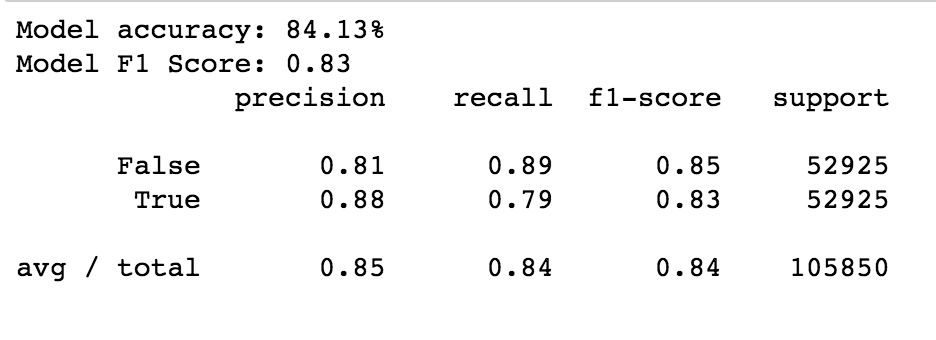 Model accuracy: 84.13%
Model F1 Score: 0.83
precision recall f1-score support
False 0.81 0.89 0.85 52925
True 0.88 0.79 0.83 52925
avg / total 0.85 0.84 0.84 105850